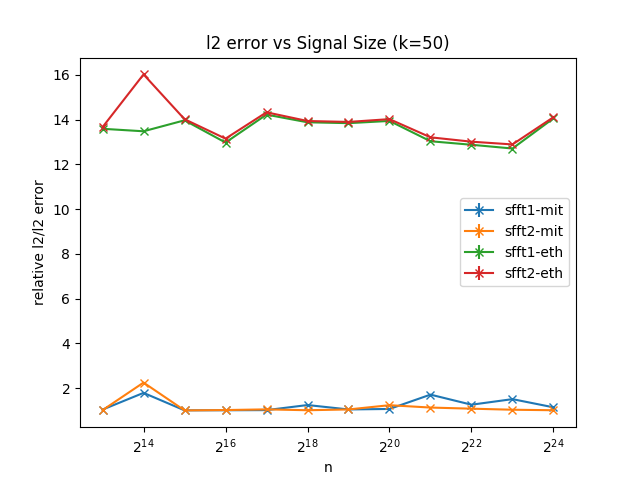 l2 error vs Signal Size (k=50)
relative l2/l2 error
16
14
12
10
8
6
4
2
sfft1-mit
sfft2-mit
sfft1-eth
sfft2-eth
2^14 2^16 2^18 2^20 2^22 2^24
n